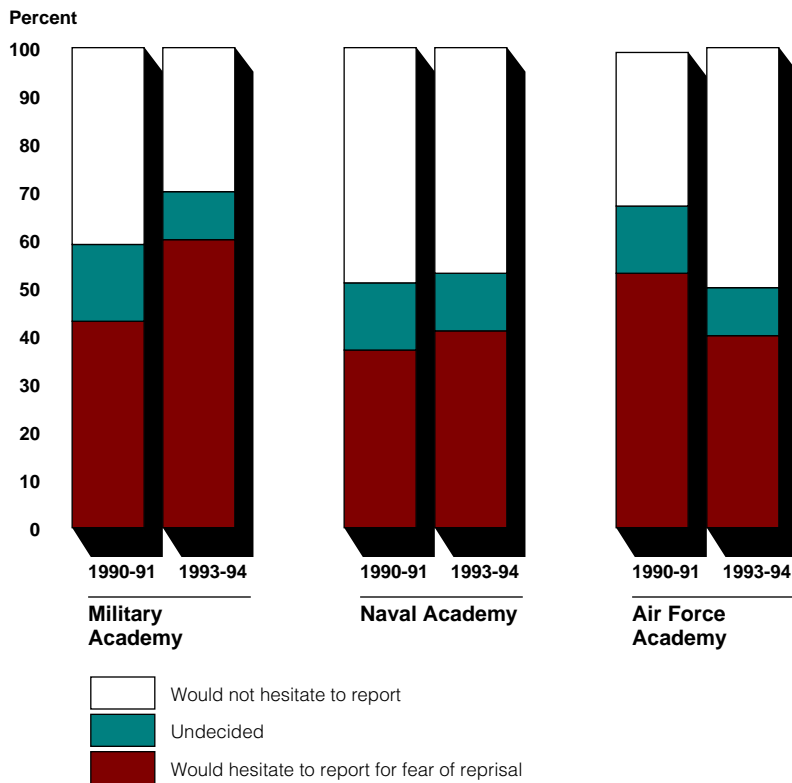 Percent
100
90
80
70
60
50
40
30
20
10
0
1990-91 1993-94 1990-91 1993-94 1990-91 1993-94
Military Academy Naval Academy Air Force Academy
Would not hesitate to report
Undecided
Would hesitate to report for fear of reprisal